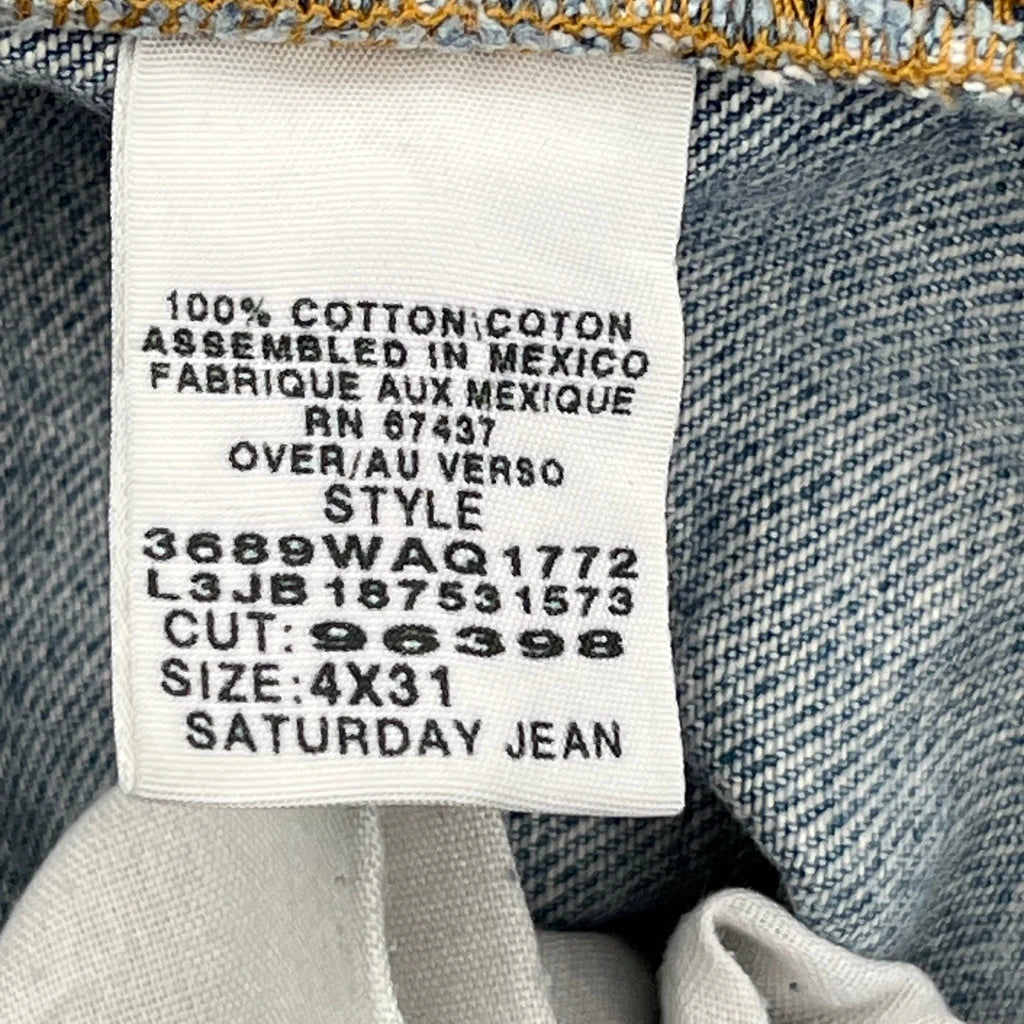 100% COTTON\COTON
ASSEMBLED IN MEXICO
FABRIQUE AUX MEXIQUE
RN 67437
OVER/AU VERSO
STYLE
3689WAQ1772
L3JB187531573
CUT: 96398
SIZE:4X31
SATURDAY JEAN